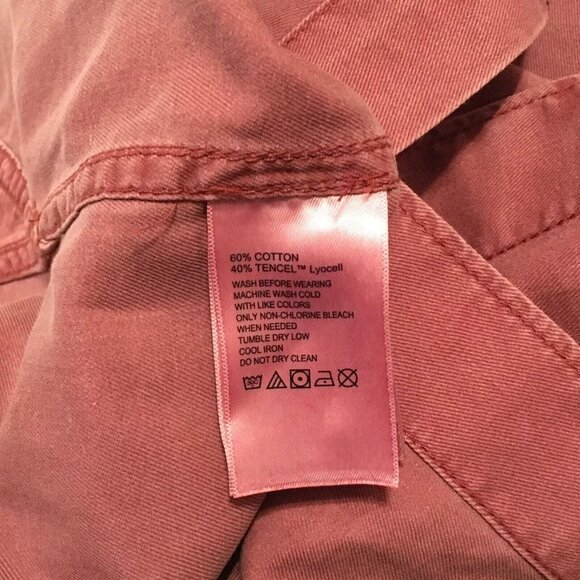 60% COTTON
40% TENCEL™ Lyocell
WASH BEFORE WEARING
MACHINE WASH COLD
WITH LIKE COLORS
ONLY NON-CHLORINE BLEACH
WHEN NEEDED
TUMBLE DRY LOW
COOL IRON
DO NOT DRY CLEAN